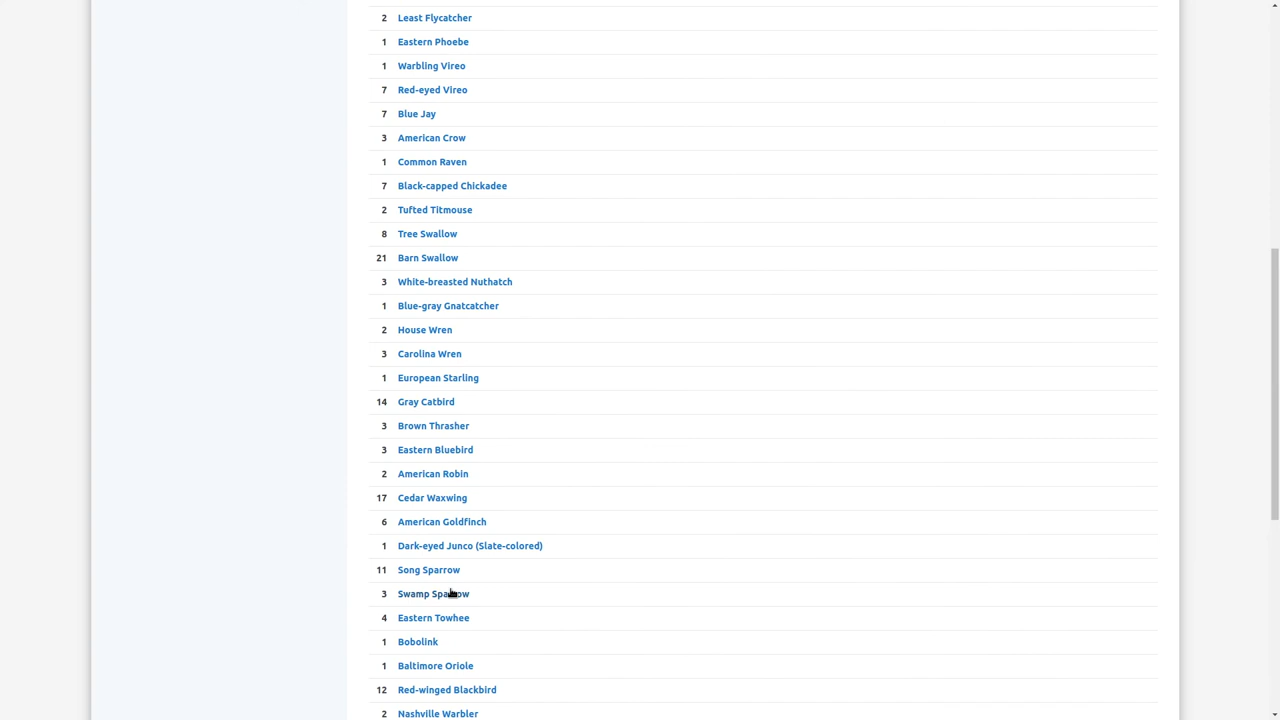 2 Least Flycatcher
1 Eastern Phoebe
1 Warbling Vireo
7 Red-eyed Vireo
7 Blue Jay
3 American Crow
1 Common Raven
7 Black-capped Chickadee
2 Tufted Titmouse
8 Tree Swallow
21 Barn Swallow
3 White-breasted Nuthatch
1 Blue-gray Gnatcatcher
2 House Wren
3 Carolina Wren
1 European Starling
14 Gray Catbird
3 Brown Thrasher
3 Eastern Bluebird
2 American Robin
17 Cedar Waxwing
6 American Goldfinch
1 Dark-eyed Junco (Slate-colored)
11 Song Sparrow
3 Swamp Sparrow
4 Eastern Towhee
1 Bobolink
1 Baltimore Oriole
12 Red-winged Blackbird
2 Nashville Warbler